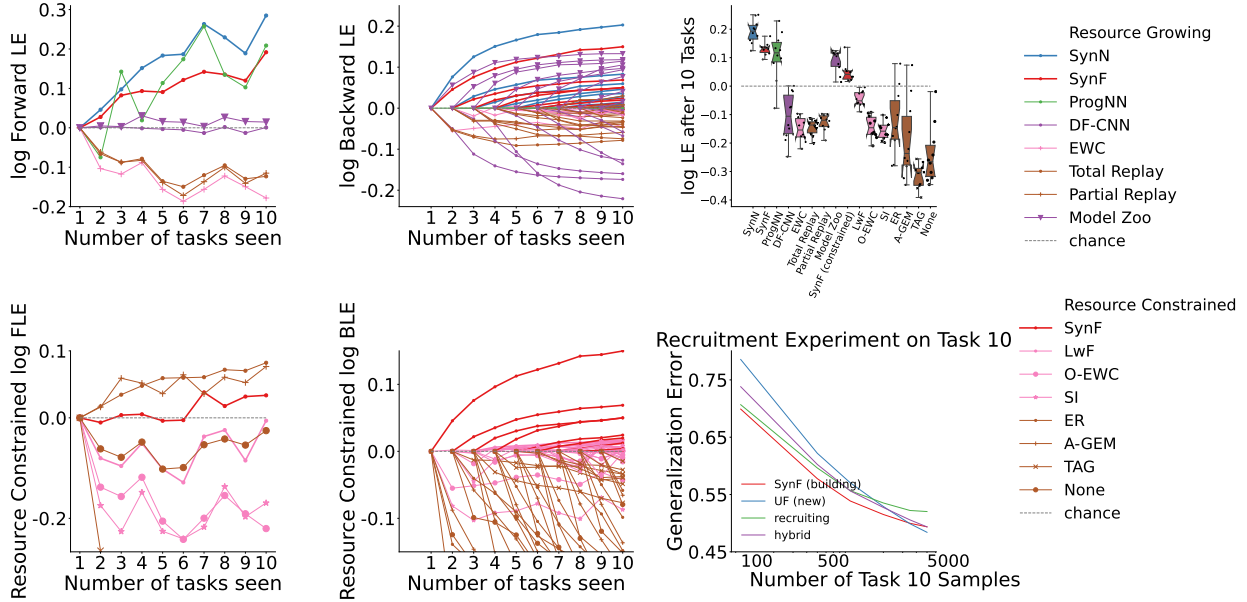 log Forward LE
0.3
0.2
0.1
0.0
-0.1
-0.2
1 2 3 4 5 6 7 8 9 10
Number of tasks seen
log Backward LE
0.2
0.1
0.0
-0.1
-0.2
1 2 3 4 5 6 7 8 9 10
Number of tasks seen
log LE after 10 Tasks
0.2
0.1
0.0
−0.1
−0.2
−0.3
−0.4
SynN
SynF
ProgNN
DF-CNN
EWC
Total Replay
Partial Replay
Model Zoo
SynF (constrained)
LwF
O-EWC
SI
ER
A-GEM
TAG
None
Resource Growing
SynN
SynF
ProgNN
DF-CNN
EWC
Total Replay
Partial Replay
Model Zoo
chance
Resource Constrained log FLE
0.1
0.0
-0.2
1 2 3 4 5 6 7 8 9 10
Number of tasks seen
Resource Constrained log BLE
0.1
0.0
-0.1
1 2 3 4 5 6 7 8 9 10
Number of tasks seen
Recruitment Experiment on Task 10
Generalization Error
0.75
0.65
0.55
0.45
SynF (building)
UF (new)
recruiting
hybrid
100 500 5000
Number of Task 10 Samples
Resource Constrained
SynF
LwF
O-EWC
SI
ER
A-GEM
TAG
None
chance